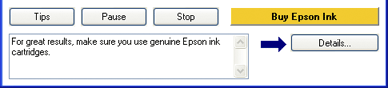 Tips Pause Stop Buy Epson Ink
For great results, make sure you use genuine Epson ink
cartridges.
Details...